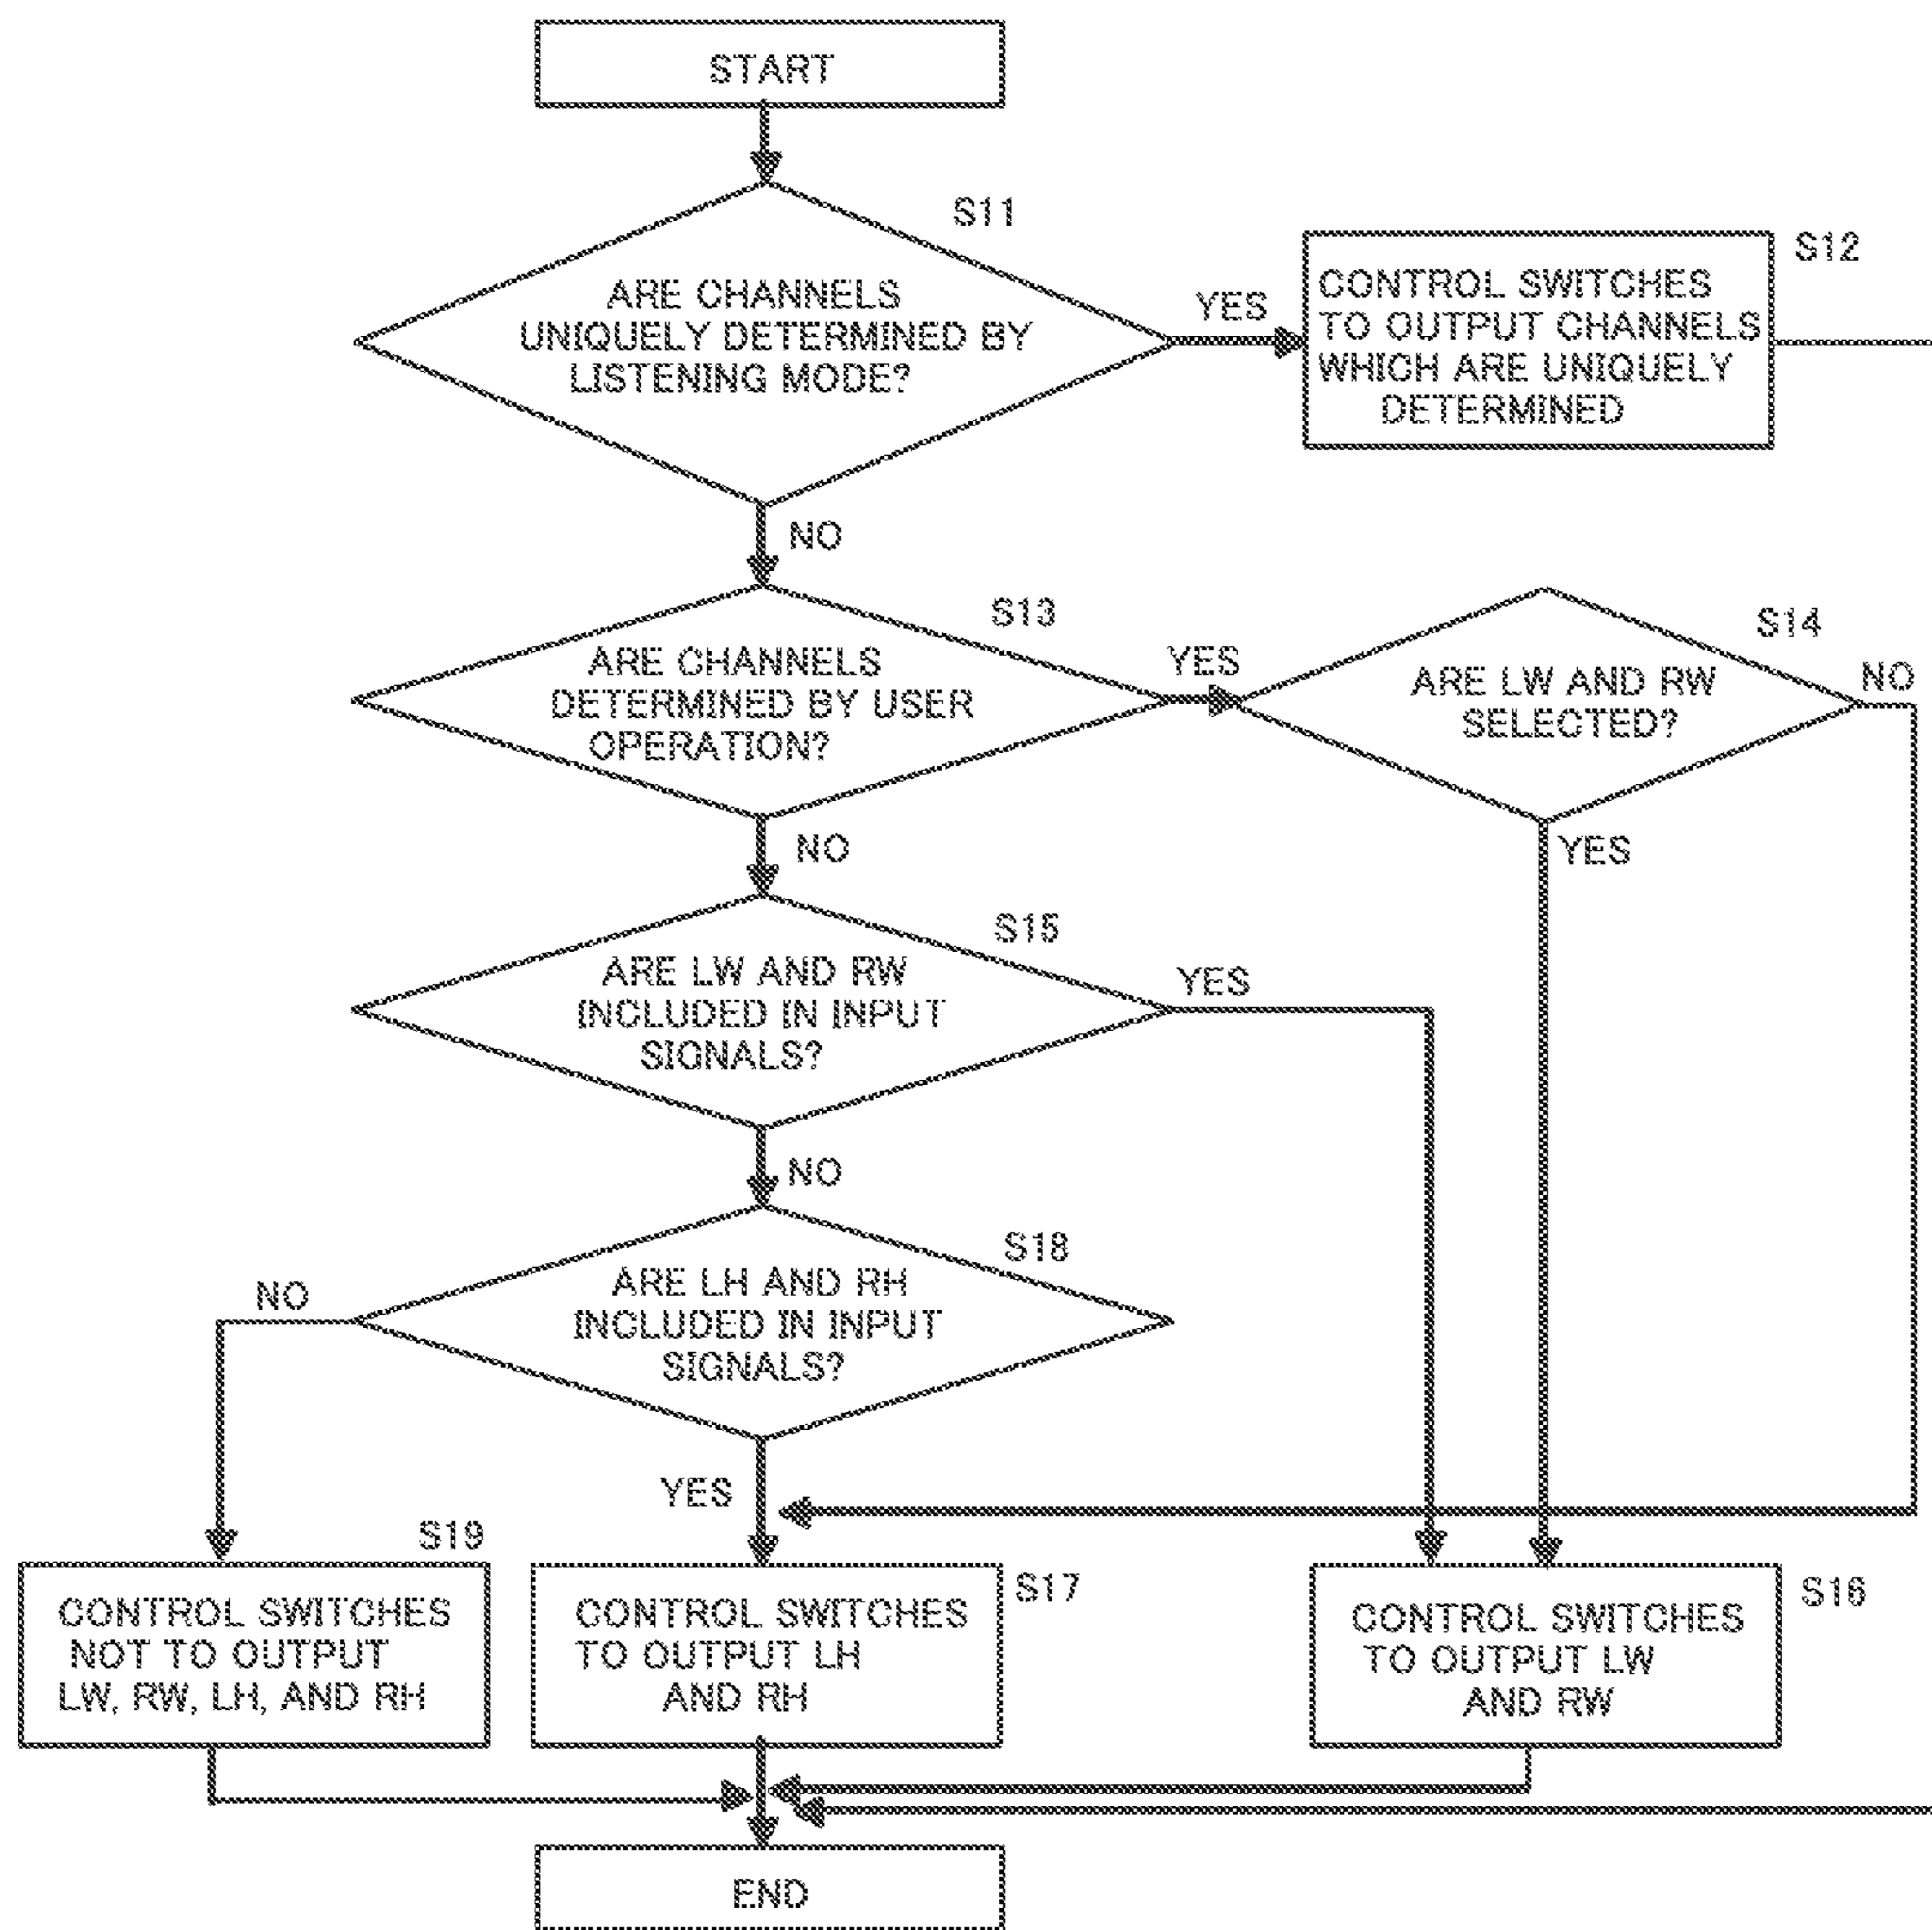 START
S11
ARE CHANNELS
UNIQUELY DETERMINED BY
LISTENING MODE?
YES
S12
CONTROL SWITCHES
TO OUTPUT CHANNELS
WHICH ARE UNIQUELY
DETERMINED
NO
S13
ARE CHANNELS
DETERMINED BY USER
OPERATION?
YES
S14
ARE LW AND RW
SELECTED?
NO
YES
NO
S15
ARE LW AND RW
INCLUDED IN INPUT
SIGNALS?
YES
NO
S18
ARE LH AND RH
INCLUDED IN INPUT
SIGNALS?
NO
YES
S19
CONTROL SWITCHES
NOT TO OUTPUT
LW, RW, LH, AND RH
S17
CONTROL SWITCHES
TO OUTPUT LH
AND RH
S16
CONTROL SWITCHES
TO OUTPUT LW
AND RW
END